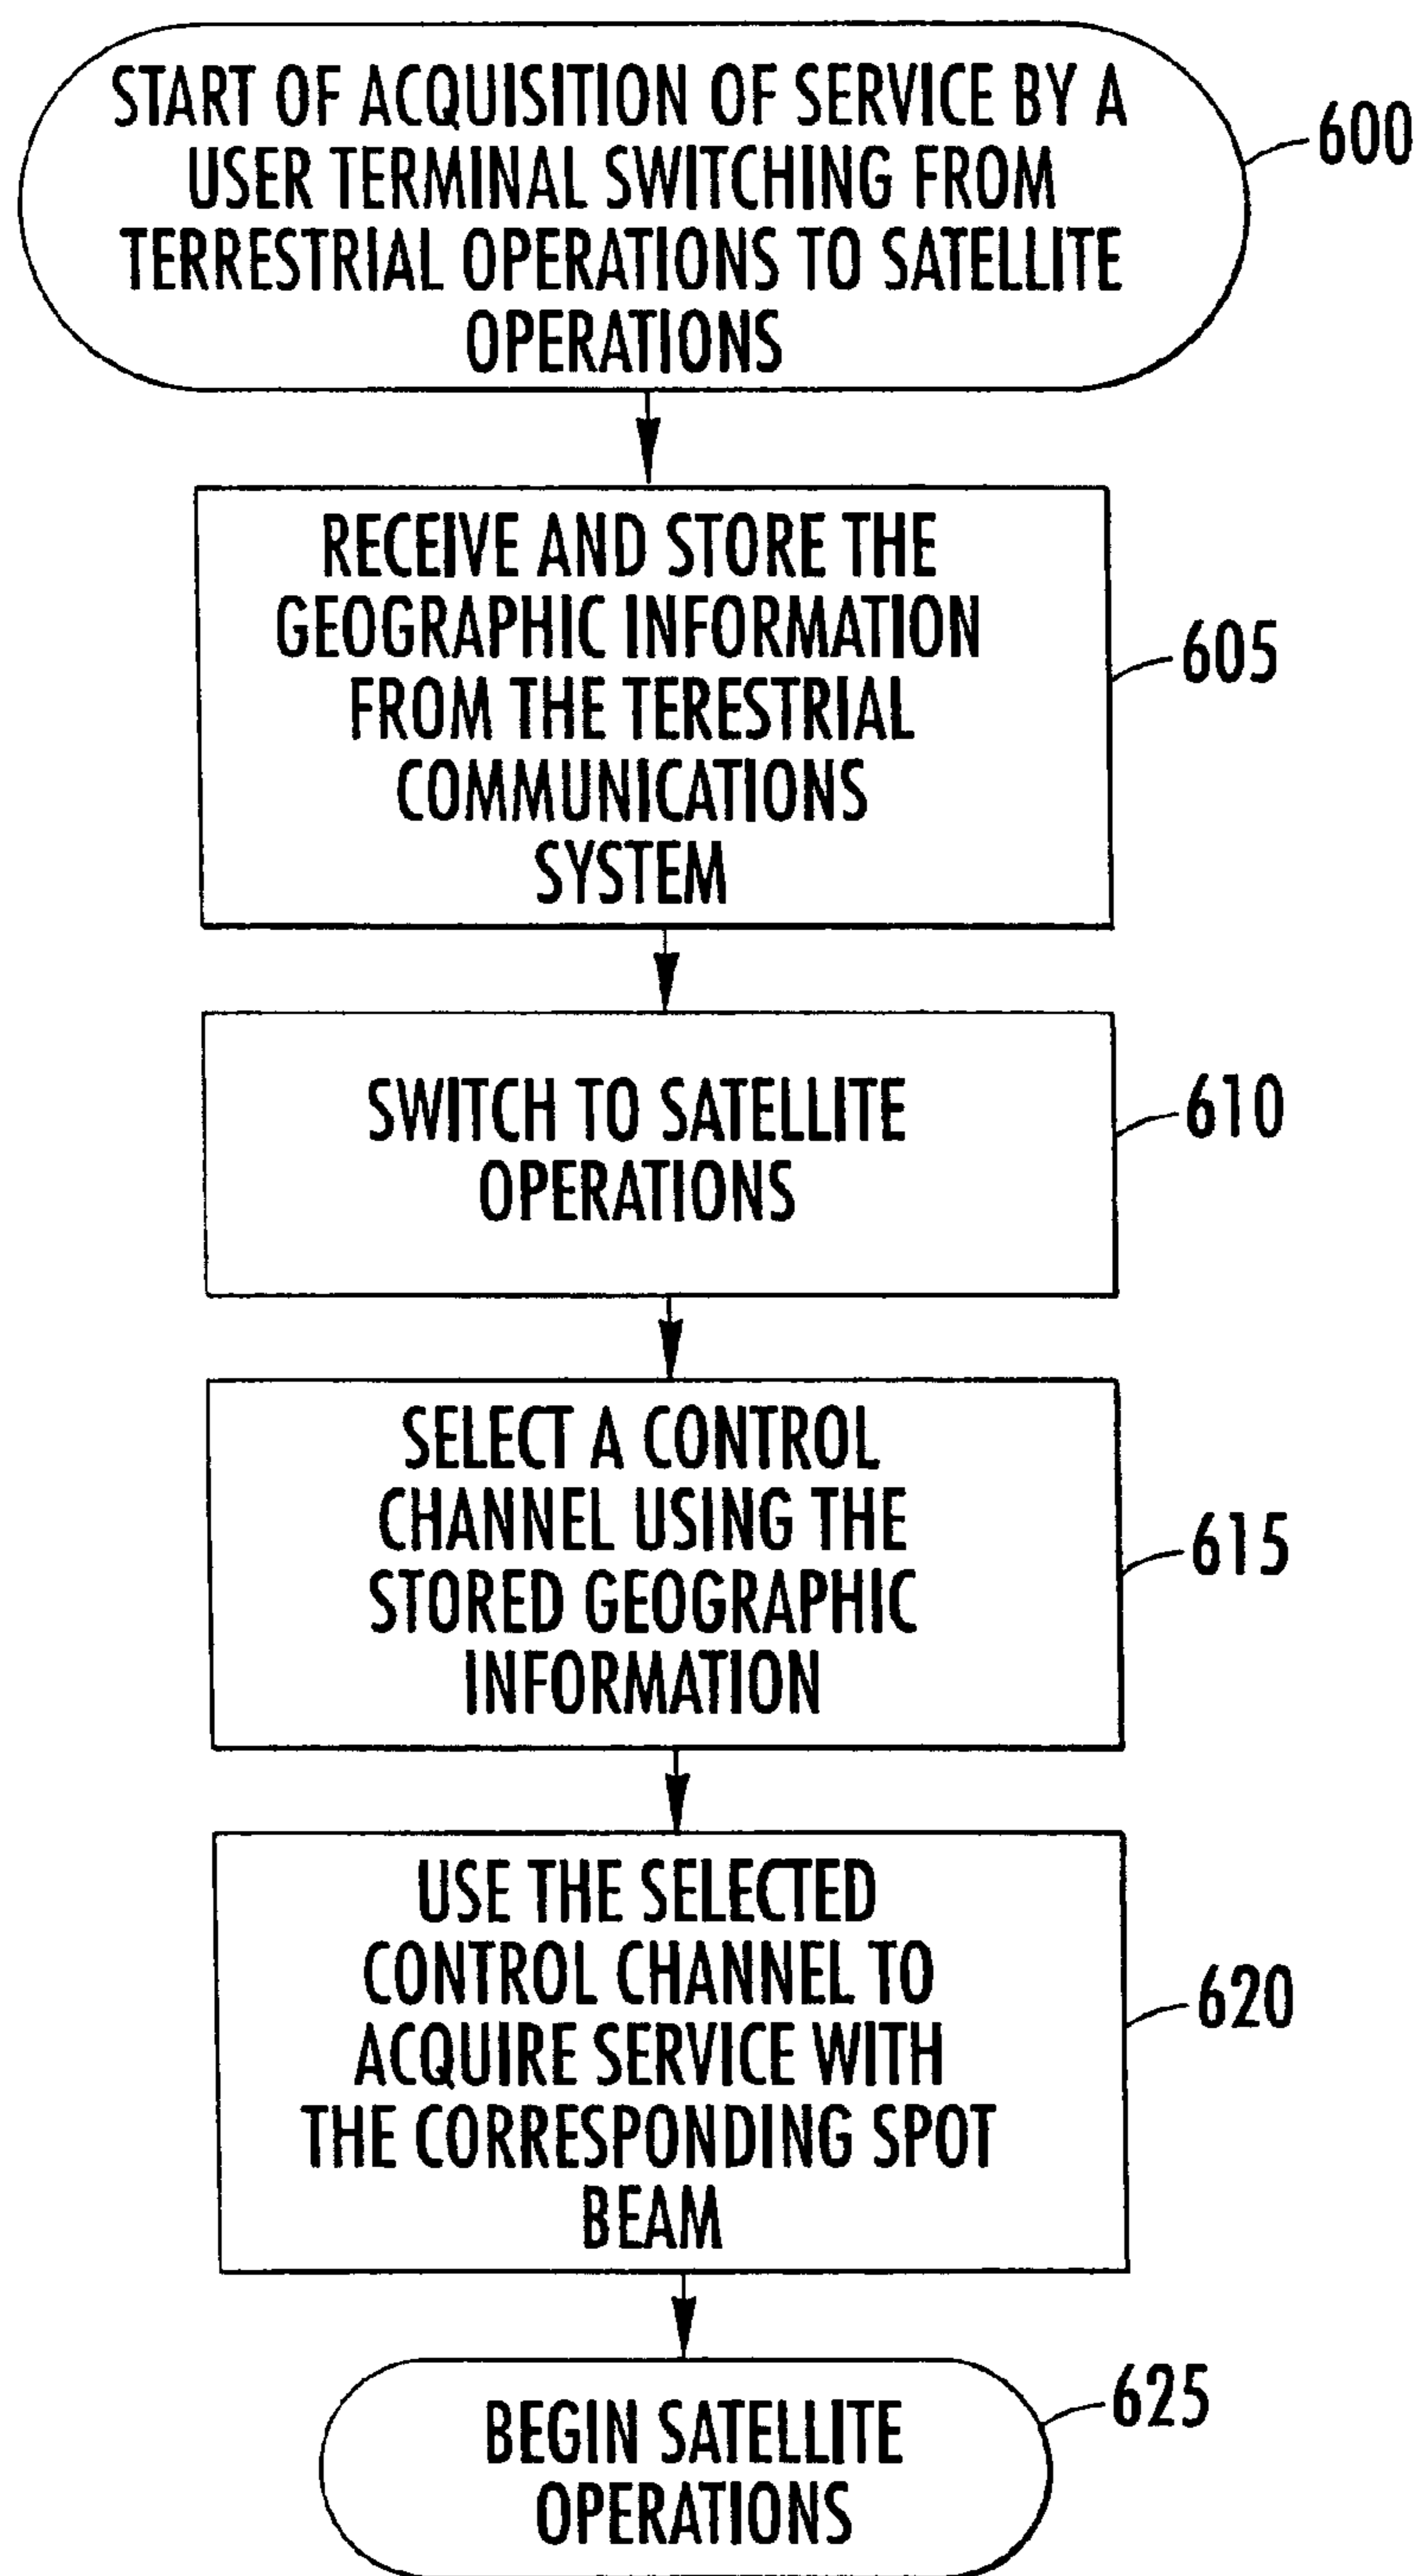 START OF ACQUISITION OF SERVICE BY A
USER TERMINAL SWITCHING FROM
TERRESTRIAL OPERATIONS TO SATELLITE
OPERATIONS
600
RECEIVE AND STORE THE
GEOGRAPHIC INFORMATION
FROM THE TERESTRIAL
COMMUNICATIONS
SYSTEM
605
SWITCH TO SATELLITE
OPERATIONS
610
SELECT A CONTROL
CHANNEL USING THE
STORED GEOGRAPHIC
INFORMATION
615
USE THE SELECTED
CONTROL CHANNEL TO
ACQUIRE SERVICE WITH
THE CORRESPONDING SPOT
BEAM
620
BEGIN SATELLITE
OPERATIONS
625